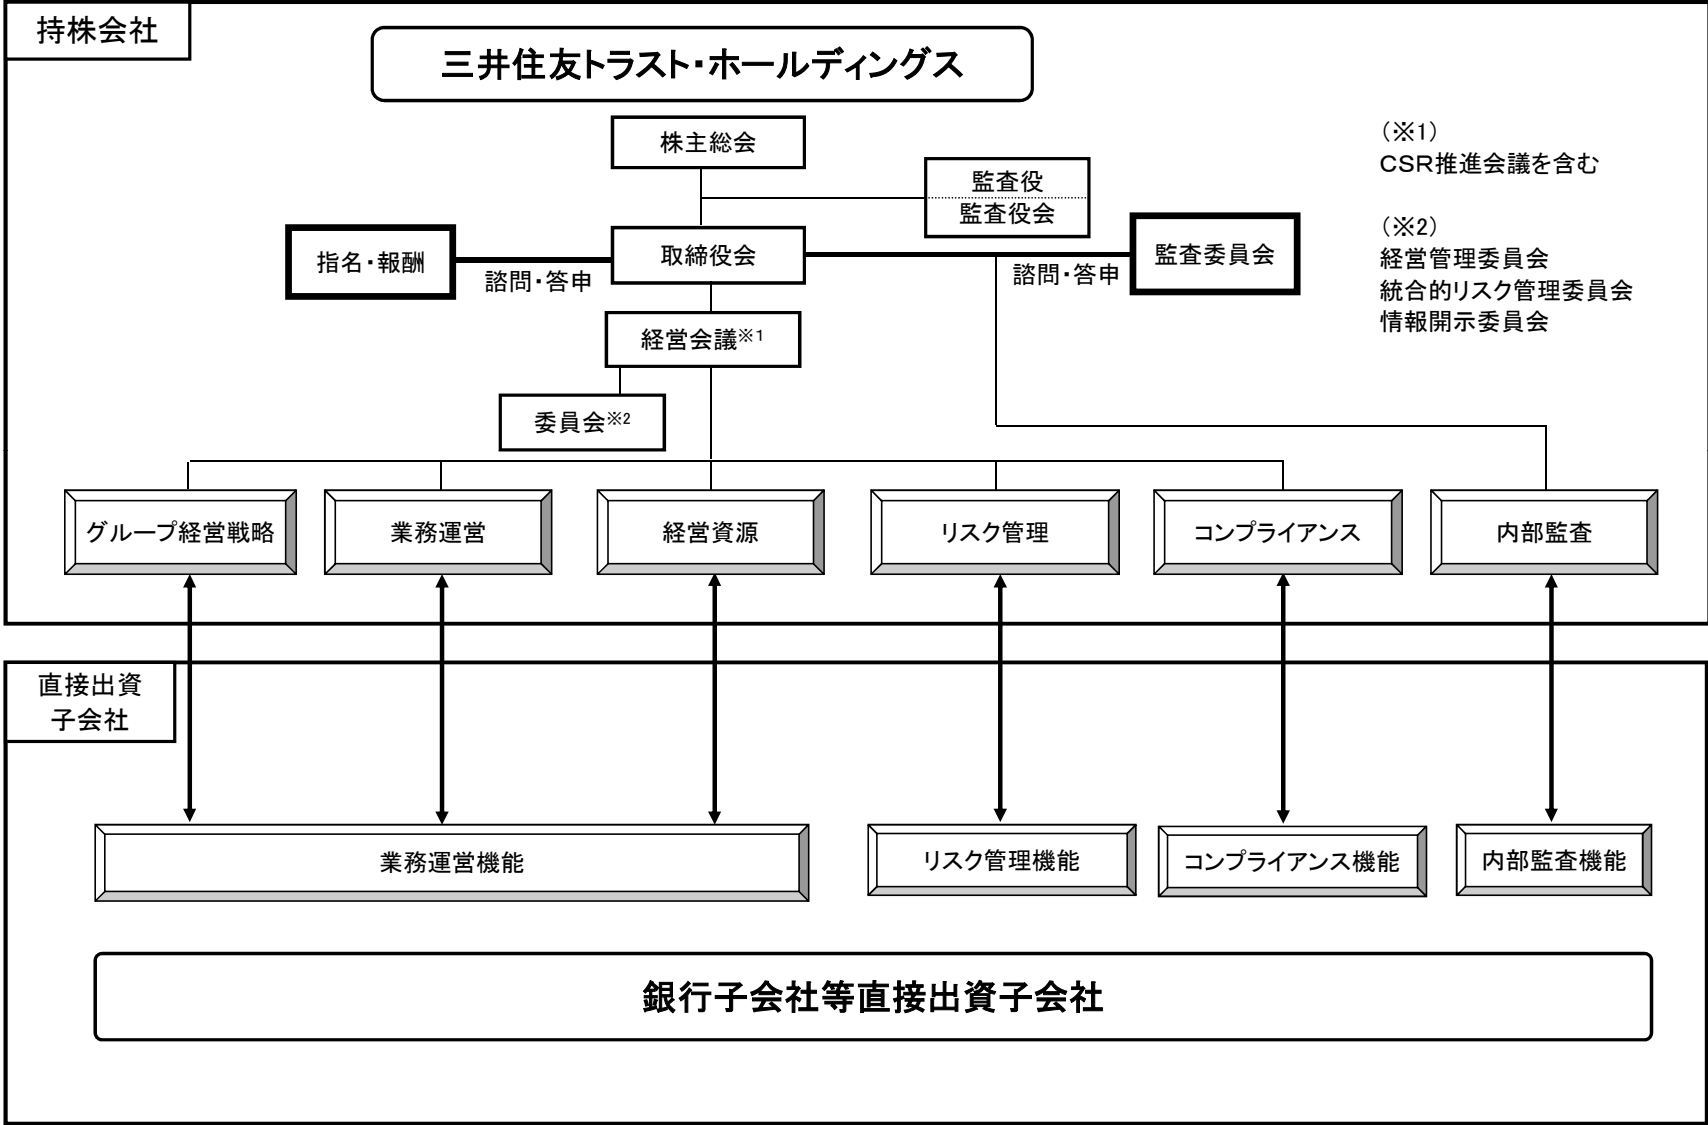 持株会社
三井住友トラスト・ホールディングス
株主総会
監査役
監査役会
(※1)
CSR推進会議を含む
(※2)
経営管理委員会
統合的リスク管理委員会
情報開示委員会
指名・報酬
諮問・答申
取締役会
諮問・答申
監査委員会
経営会議※1
委員会※2
グループ経営戦略
業務運営
経営資源
リスク管理
コンプライアンス
内部監査
直接出資
子会社
業務運営機能
リスク管理機能
コンプライアンス機能
内部監査機能
銀行子会社等直接出資子会社